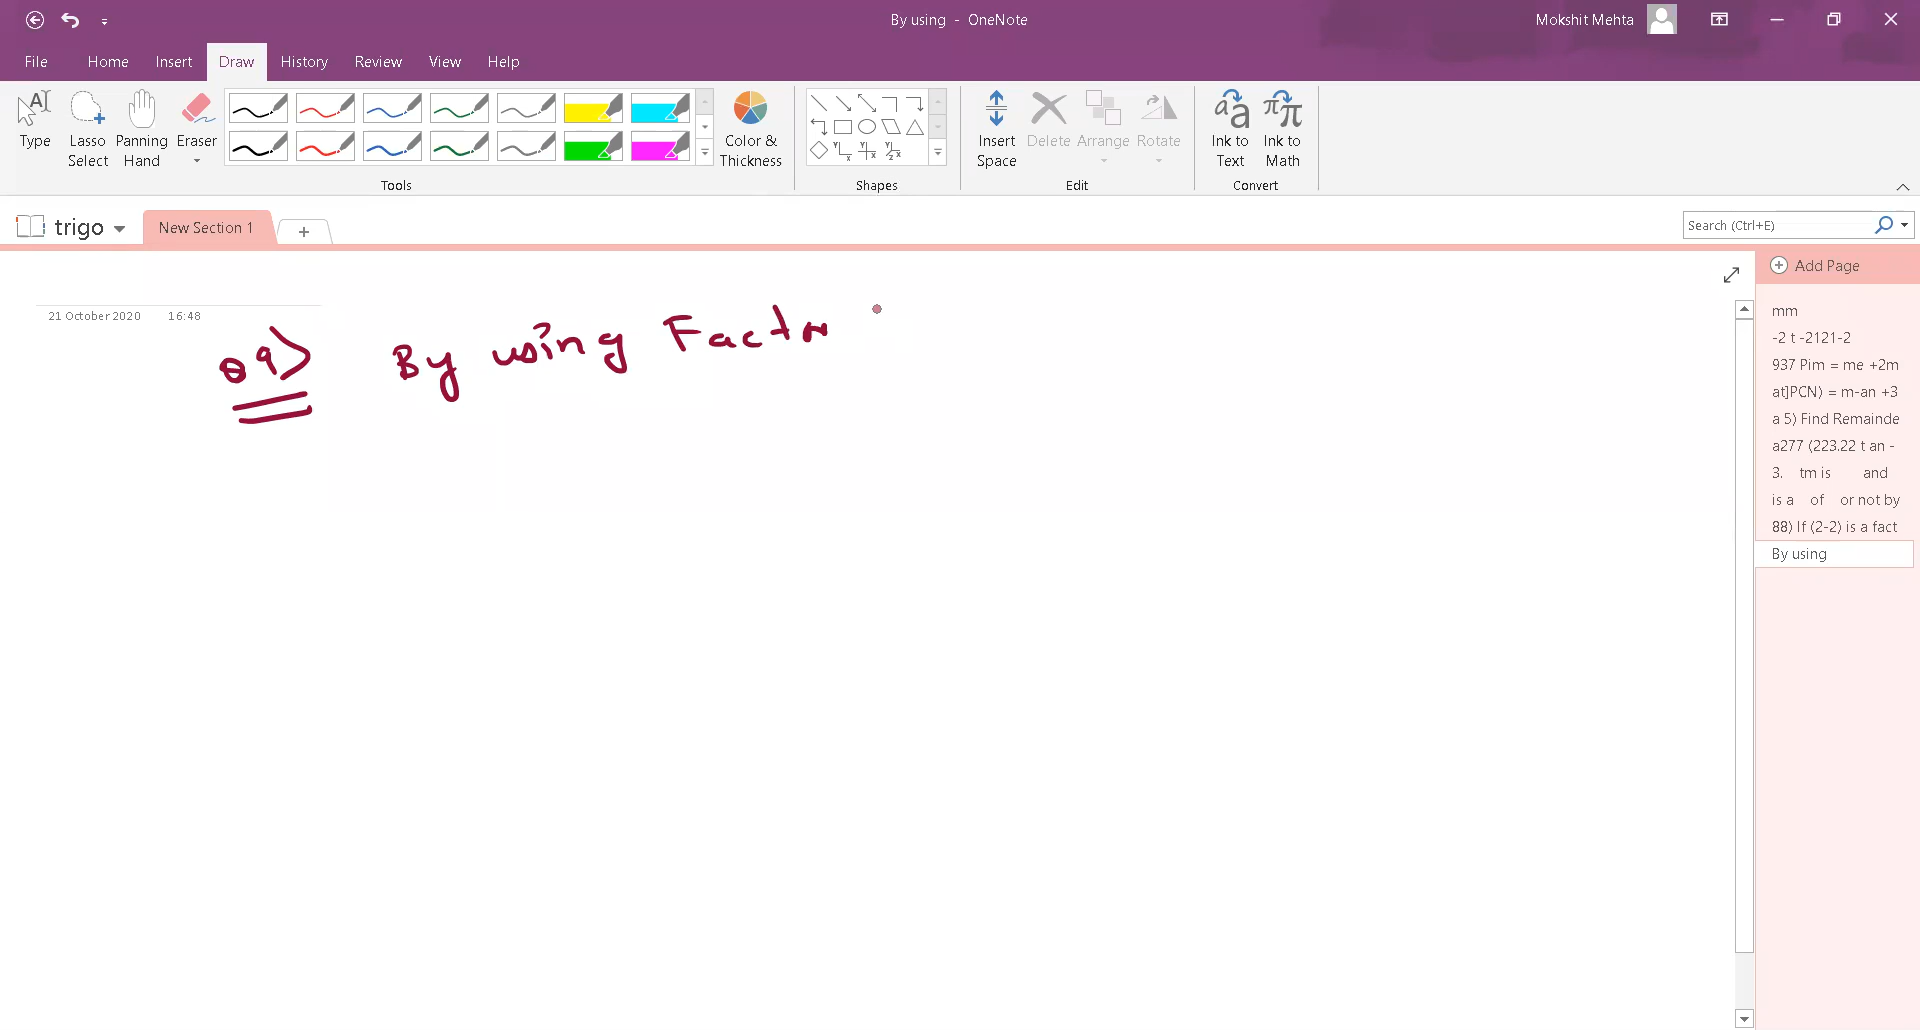 By using - OneNote
Mokshit Mehta
File Home Insert Draw History Review View Help
Type
Lasso Select
Panning Hand
Eraser
Color & Thickness
Insert Space
Delete
Arrange
Rotate
Ink to Text
Ink to Math
Tools
Shapes
Edit
Convert
trigo
New Section 1
+
Search (Ctrl+E)
Add Page
21 October 2020 16:48
Q9) By using Factor
mm
-2 t -2121-2
937 Pim = me +2m
at]PCN) = m-an +3
a 5) Find Remainde
a277 (223.22 t an -
3. tm is and
is a of or not by
88) If (2-2) is a fact
By using